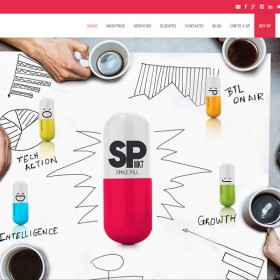 INICIO NOSOTROS SERVICIOS CLIENTES CONTACTO BLOG ÚNETE A SP SOY SP
BTL
ON AIR
TECH
ACTION
SP
MKT
SMILE PILL
INTELLIGENCE
GROWTH